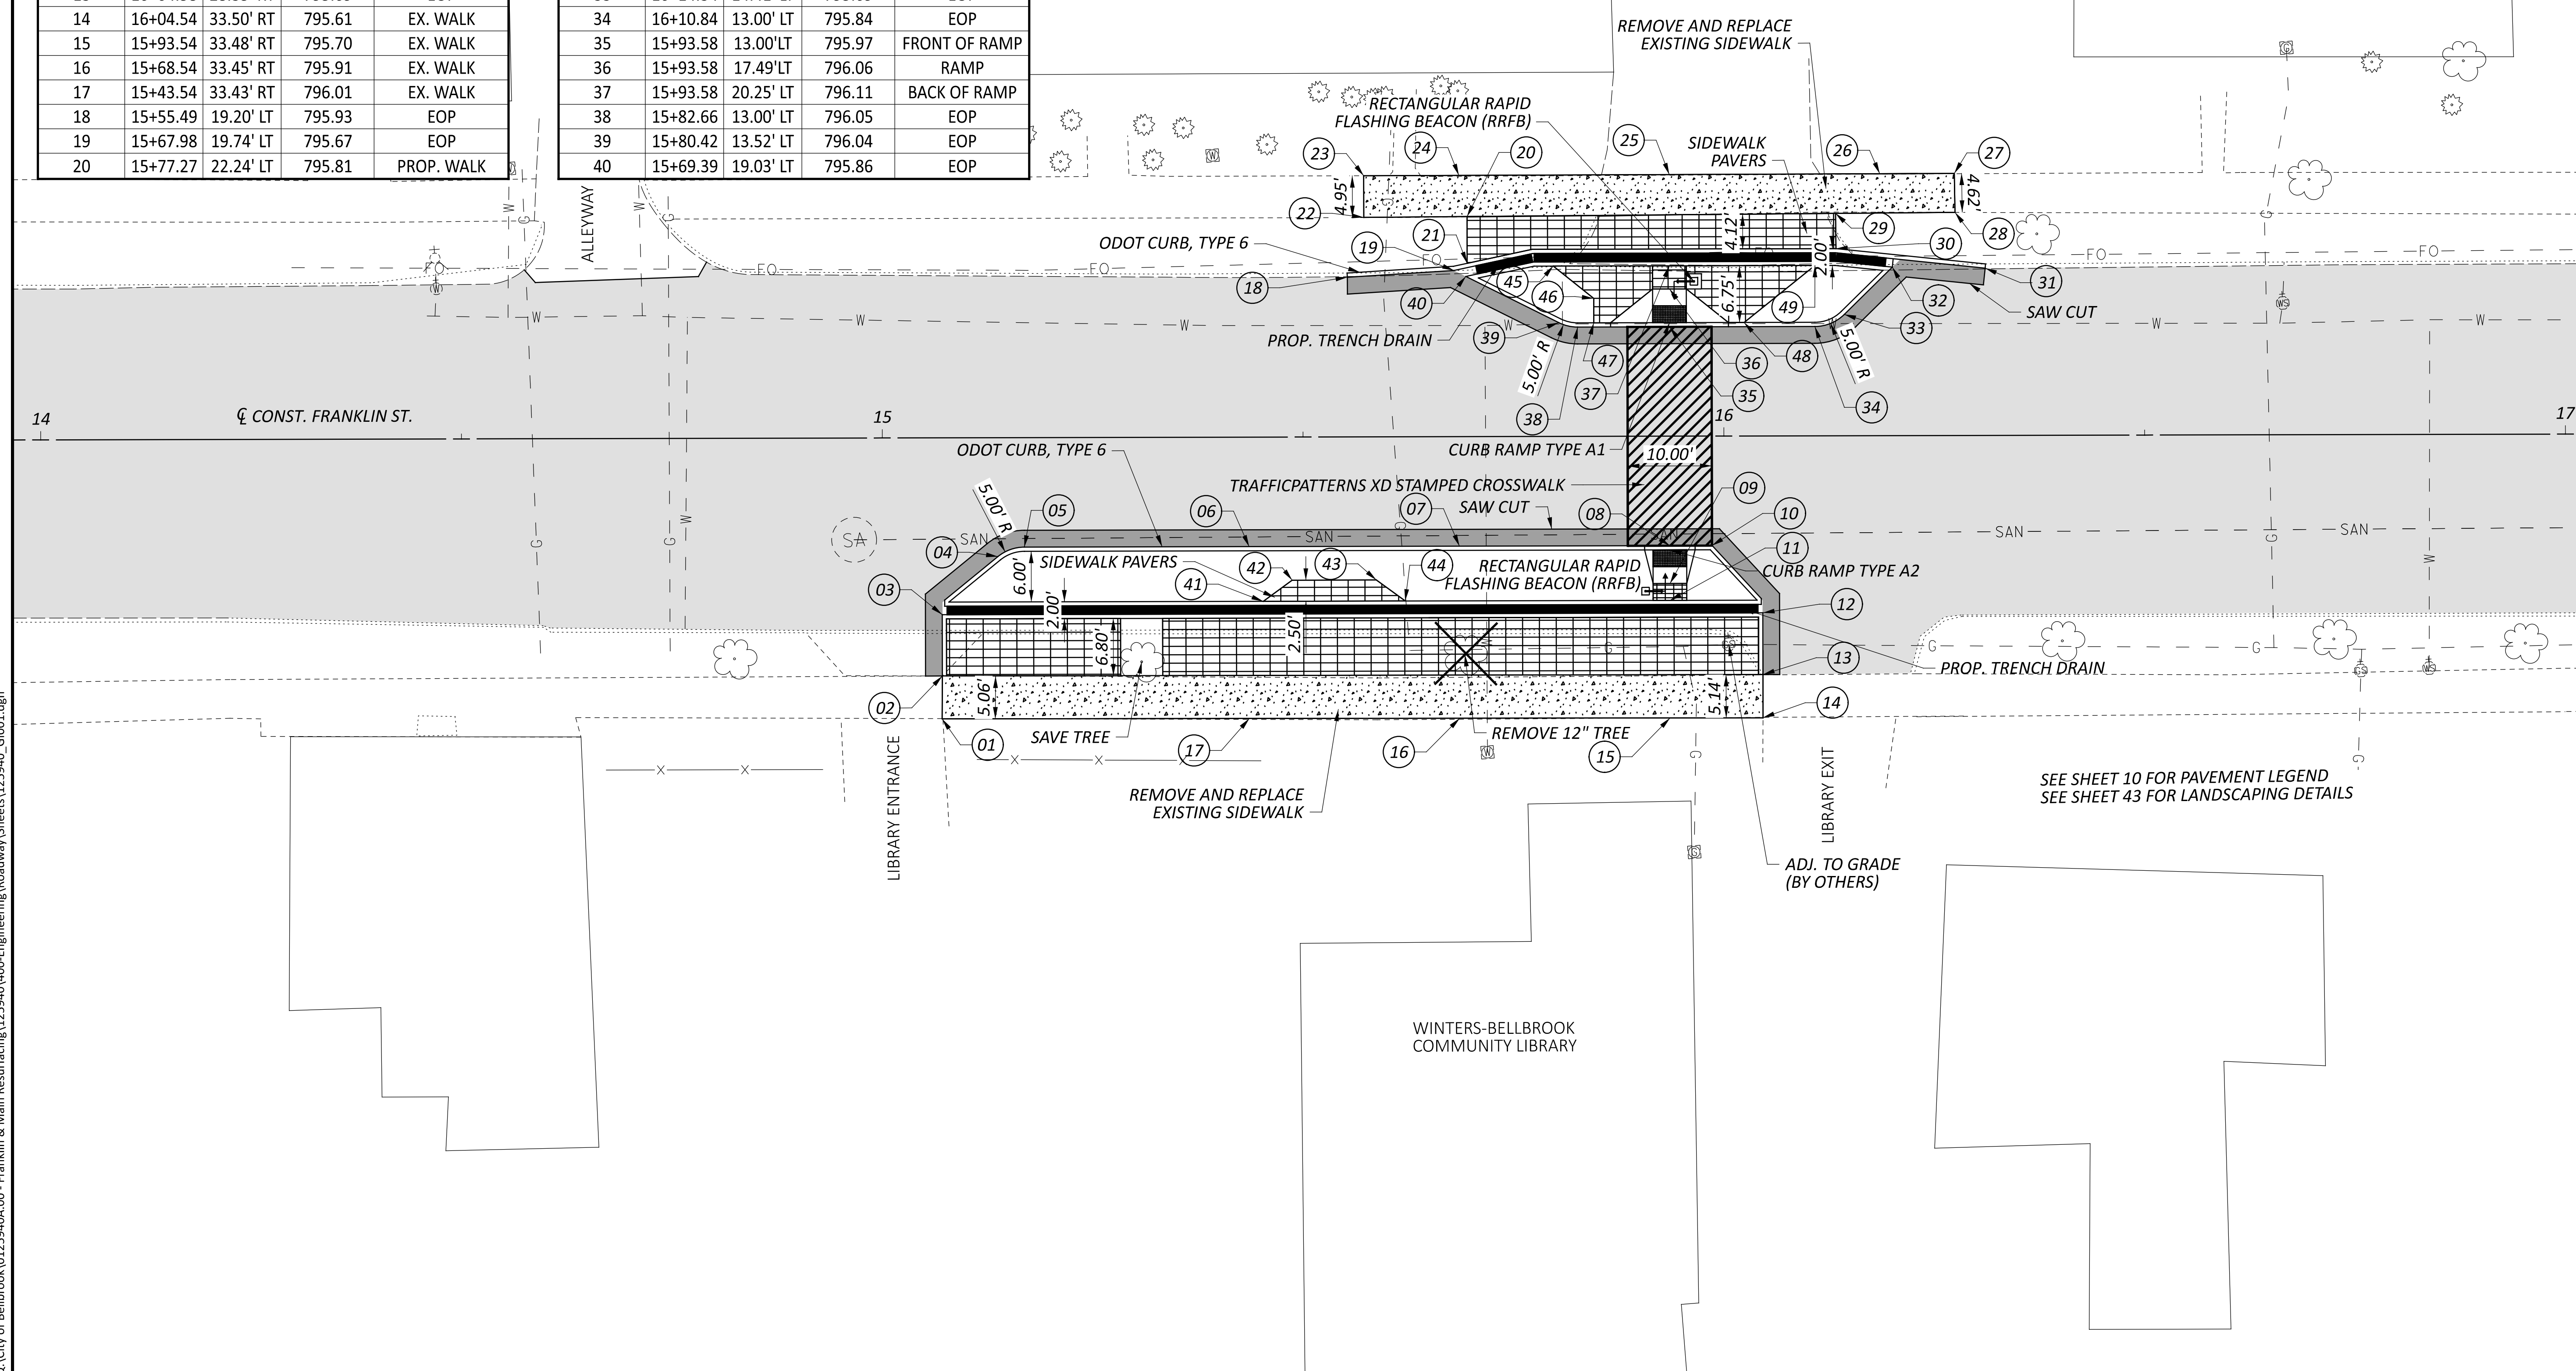 14 16+04.54 33.50' RT 795.61 EX. WALK
15 15+93.54 33.48' RT 795.70 EX. WALK
16 15+68.54 33.45' RT 795.91 EX. WALK
17 15+43.54 33.43' RT 796.01 EX. WALK
18 15+55.49 19.20' LT 795.93 EOP
19 15+67.98 19.74' LT 795.67 EOP
20 15+77.27 22.24' LT 795.81 PROP. WALK
34 16+10.84 13.00' LT 795.84 EOP
35 15+93.58 13.00'LT 795.97 FRONT OF RAMP
36 15+93.58 17.49'LT 796.06 RAMP
37 15+93.58 20.25' LT 796.11 BACK OF RAMP
38 15+82.66 13.00' LT 796.05 EOP
39 15+80.42 13.52' LT 796.04 EOP
40 15+69.39 19.03' LT 795.86 EOP
REMOVE AND REPLACE
EXISTING SIDEWALK
RECTANGULAR RAPID
FLASHING BEACON (RRFB)
SIDEWALK
PAVERS
23
24
20
25
26
27
4.95'
4.62'
22
21
19
4.12'
29
28
30
2.00'
ALLEYWAY
ODOT CURB, TYPE 6
18
40
45
46
6.75'
49
31
32
33
SAW CUT
PROP. TRENCH DRAIN
39
5.00' R
47
37
38
36
35
48
34
5.00' R
14
℄ CONST. FRANKLIN ST.
15
16
17
CURB RAMP TYPE A1
10.00'
TRAFFICPATTERNS XD STAMPED CROSSWALK
ODOT CURB, TYPE 6
SAW CUT
5.00' R
05
06
07
08
09
10
11
SA
SAN
SAN
SAN
SAN
SAN
04
03
SIDEWALK PAVERS
6.00'
2.00'
41
42
43
44
RECTANGULAR RAPID
FLASHING BEACON (RRFB)
CURB RAMP TYPE A2
12
6.80'
2.50'
13
PROP. TRENCH DRAIN
02
5.06'
5.14'
14
01
SAVE TREE
17
16
REMOVE 12" TREE
15
LIBRARY ENTRANCE
REMOVE AND REPLACE
EXISTING SIDEWALK
LIBRARY EXIT
SEE SHEET 10 FOR PAVEMENT LEGEND
SEE SHEET 43 FOR LANDSCAPING DETAILS
ADJ. TO GRADE
(BY OTHERS)
WINTERS-BELLBROOK
COMMUNITY LIBRARY